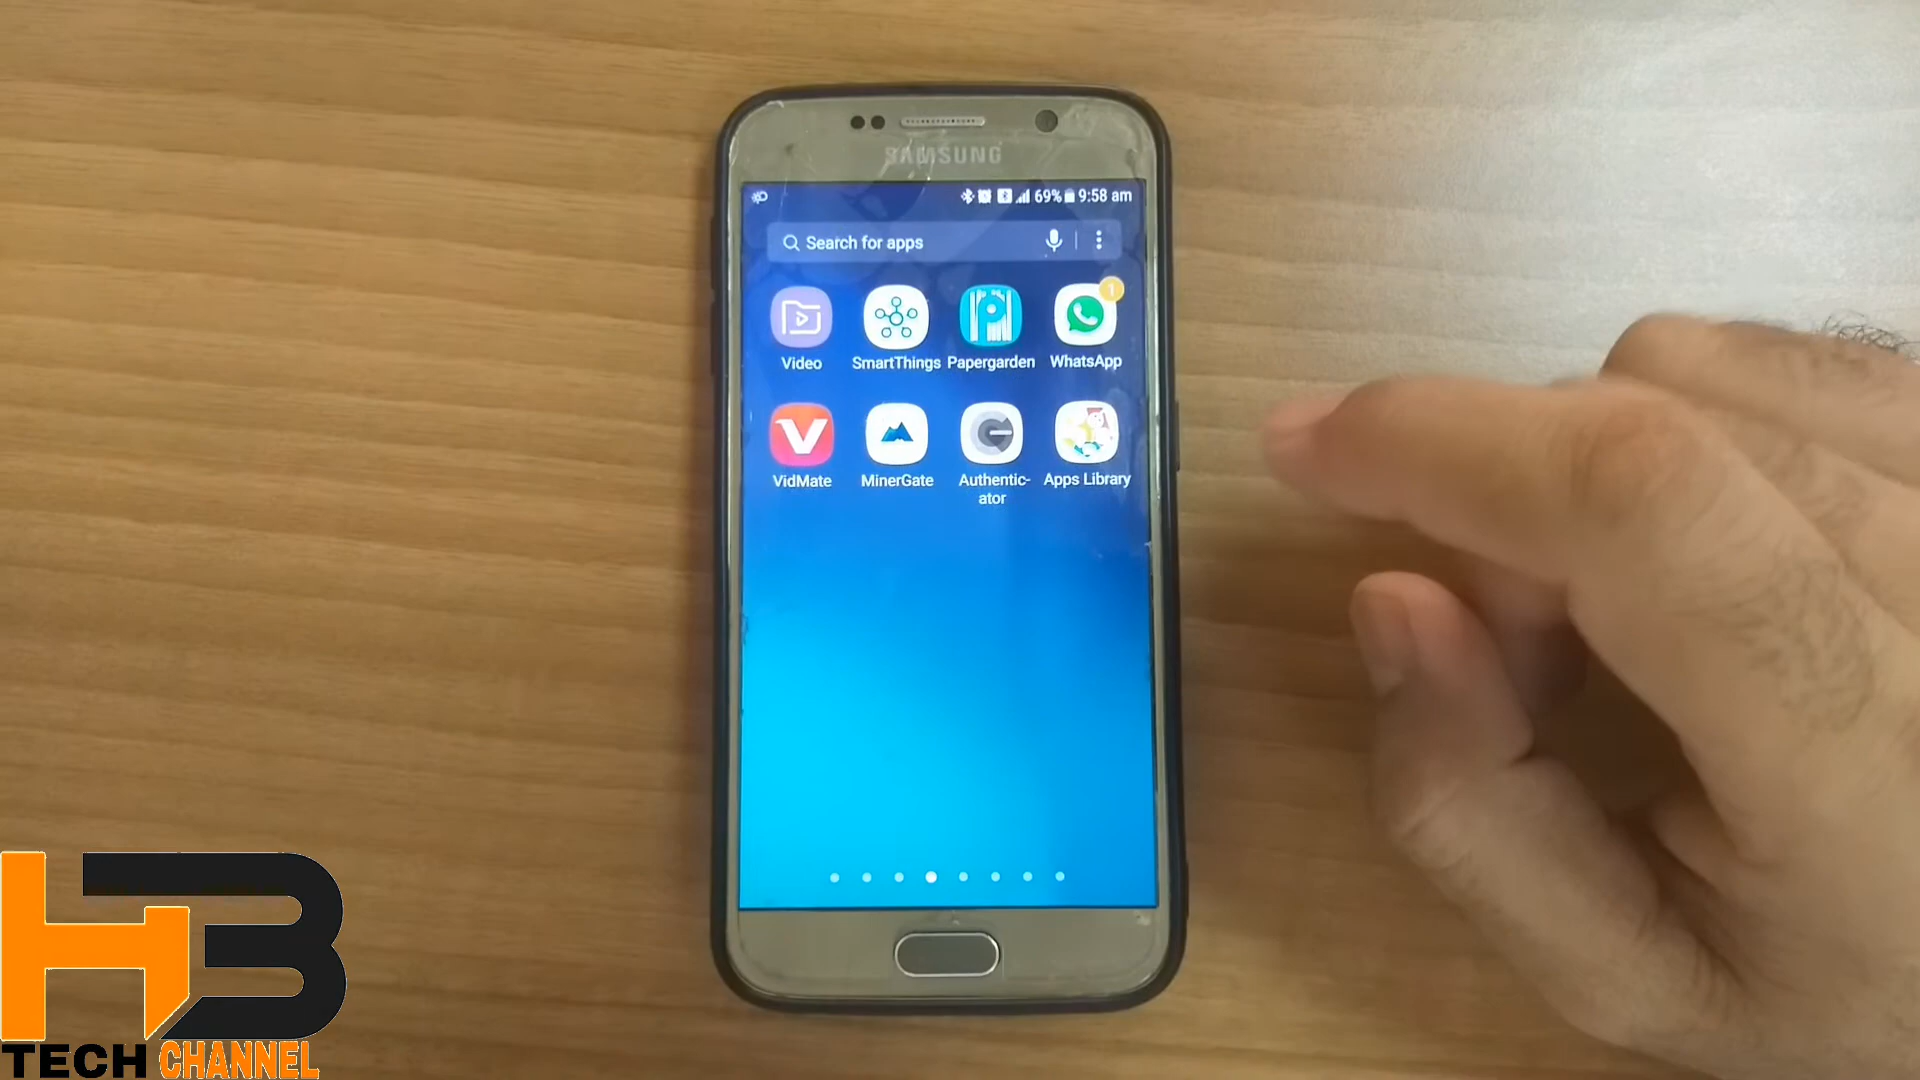 SAMSUNG
69% 9:58 am
Search for apps
1
Video SmartThings Papergarden WhatsApp
VidMate MinerGate Authentic-
ator Apps Library
HB
TECH CHANNEL